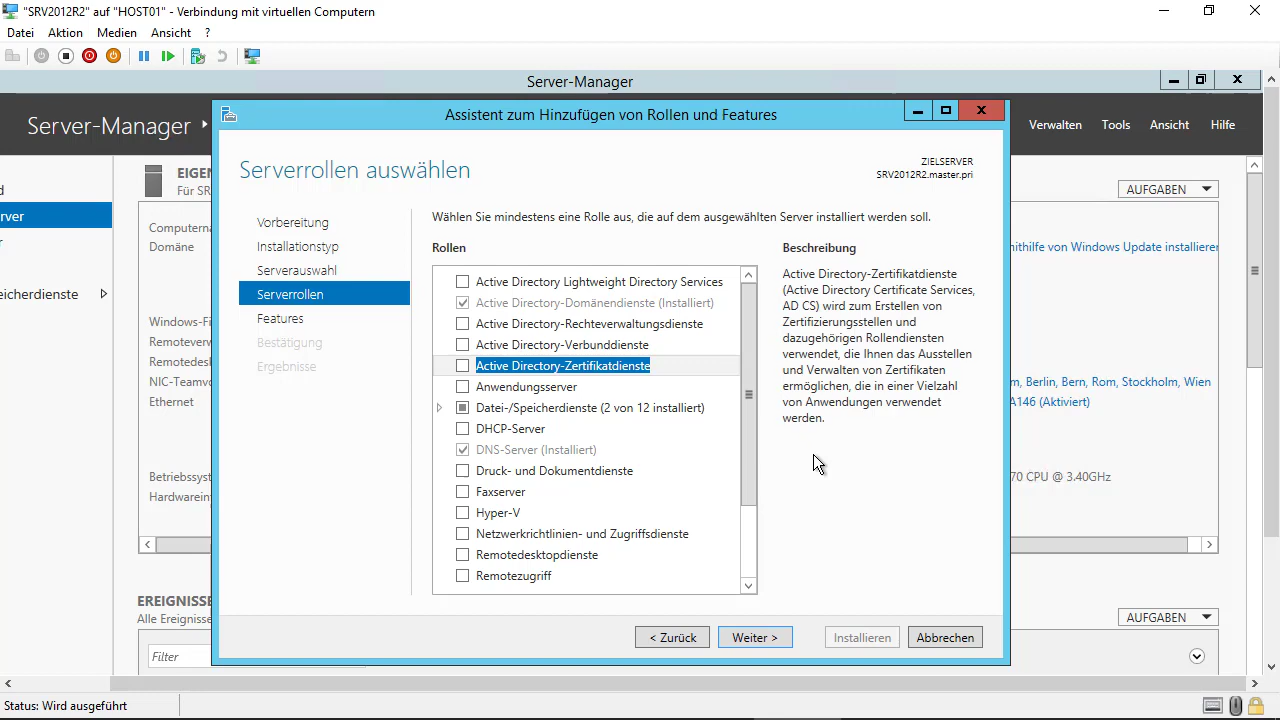 "SRV2012R2" auf "HOST01" - Verbindung mit virtuellen Computern
Datei Aktion Medien Ansicht ?
Server-Manager
Server-Manager
Verwalten Tools Ansicht Hilfe
Assistent zum Hinzufügen von Rollen und Features
Serverrollen auswählen
ZIELSERVER
SRV2012R2.master.pri
Vorbereitung
Installationstyp
Serverauswahl
Serverrollen
Features
Bestätigung
Ergebnisse
Wählen Sie mindestens eine Rolle aus, die auf dem ausgewählten Server installiert werden soll.
Rollen
Active Directory Lightweight Directory Services
Active Directory-Domänendienste (Installiert)
Active Directory-Rechteverwaltungsdienste
Active Directory-Verbunddienste
Active Directory-Zertifikatdienste
Anwendungsserver
Datei-/Speicherdienste (2 von 12 installiert)
DHCP-Server
DNS-Server (Installiert)
Druck- und Dokumentdienste
Faxserver
Hyper-V
Netzwerkrichtlinien- und Zugriffsdienste
Remotedesktopdienste
Remotezugriff
Beschreibung
Active Directory-Zertifikatdienste
(Active Directory Certificate Services,
AD CS) wird zum Erstellen von
Zertifizierungsstellen und
dazugehörigen Rollendiensten
verwendet, die Ihnen das Ausstellen
und Verwalten von Zertifikaten
ermöglichen, die in einer Vielzahl
von Anwendungen verwendet
werden.
< Zurück
Weiter >
Installieren
Abbrechen
d
rver
r
eicherdienste
EIGEN
Für SR
AUFGABEN
Computerna
Domäne
Windows-Fi
Remoteverw
Remotedesk
NIC-Teamvo
Ethernet
Betriebssyst
Hardwarein
nithilfe von Windows Update installierer
m, Berlin, Bern, Rom, Stockholm, Wien
A146 (Aktiviert)
70 CPU @ 3.40GHz
EREIGNISSE
Alle Ereignisse
AUFGABEN
Filter
Status: Wird ausgeführt